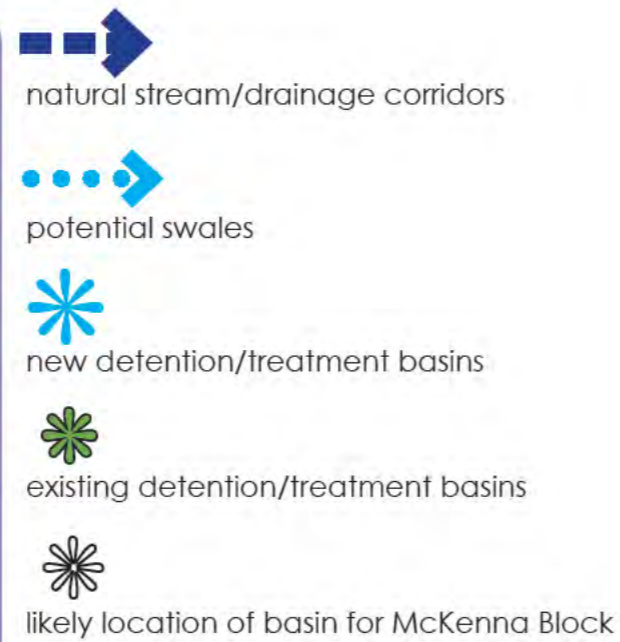 natural stream/drainage corridors
potential swales
new detention/treatment basins
existing detention/treatment basins
likely location of basin for McKenna Block